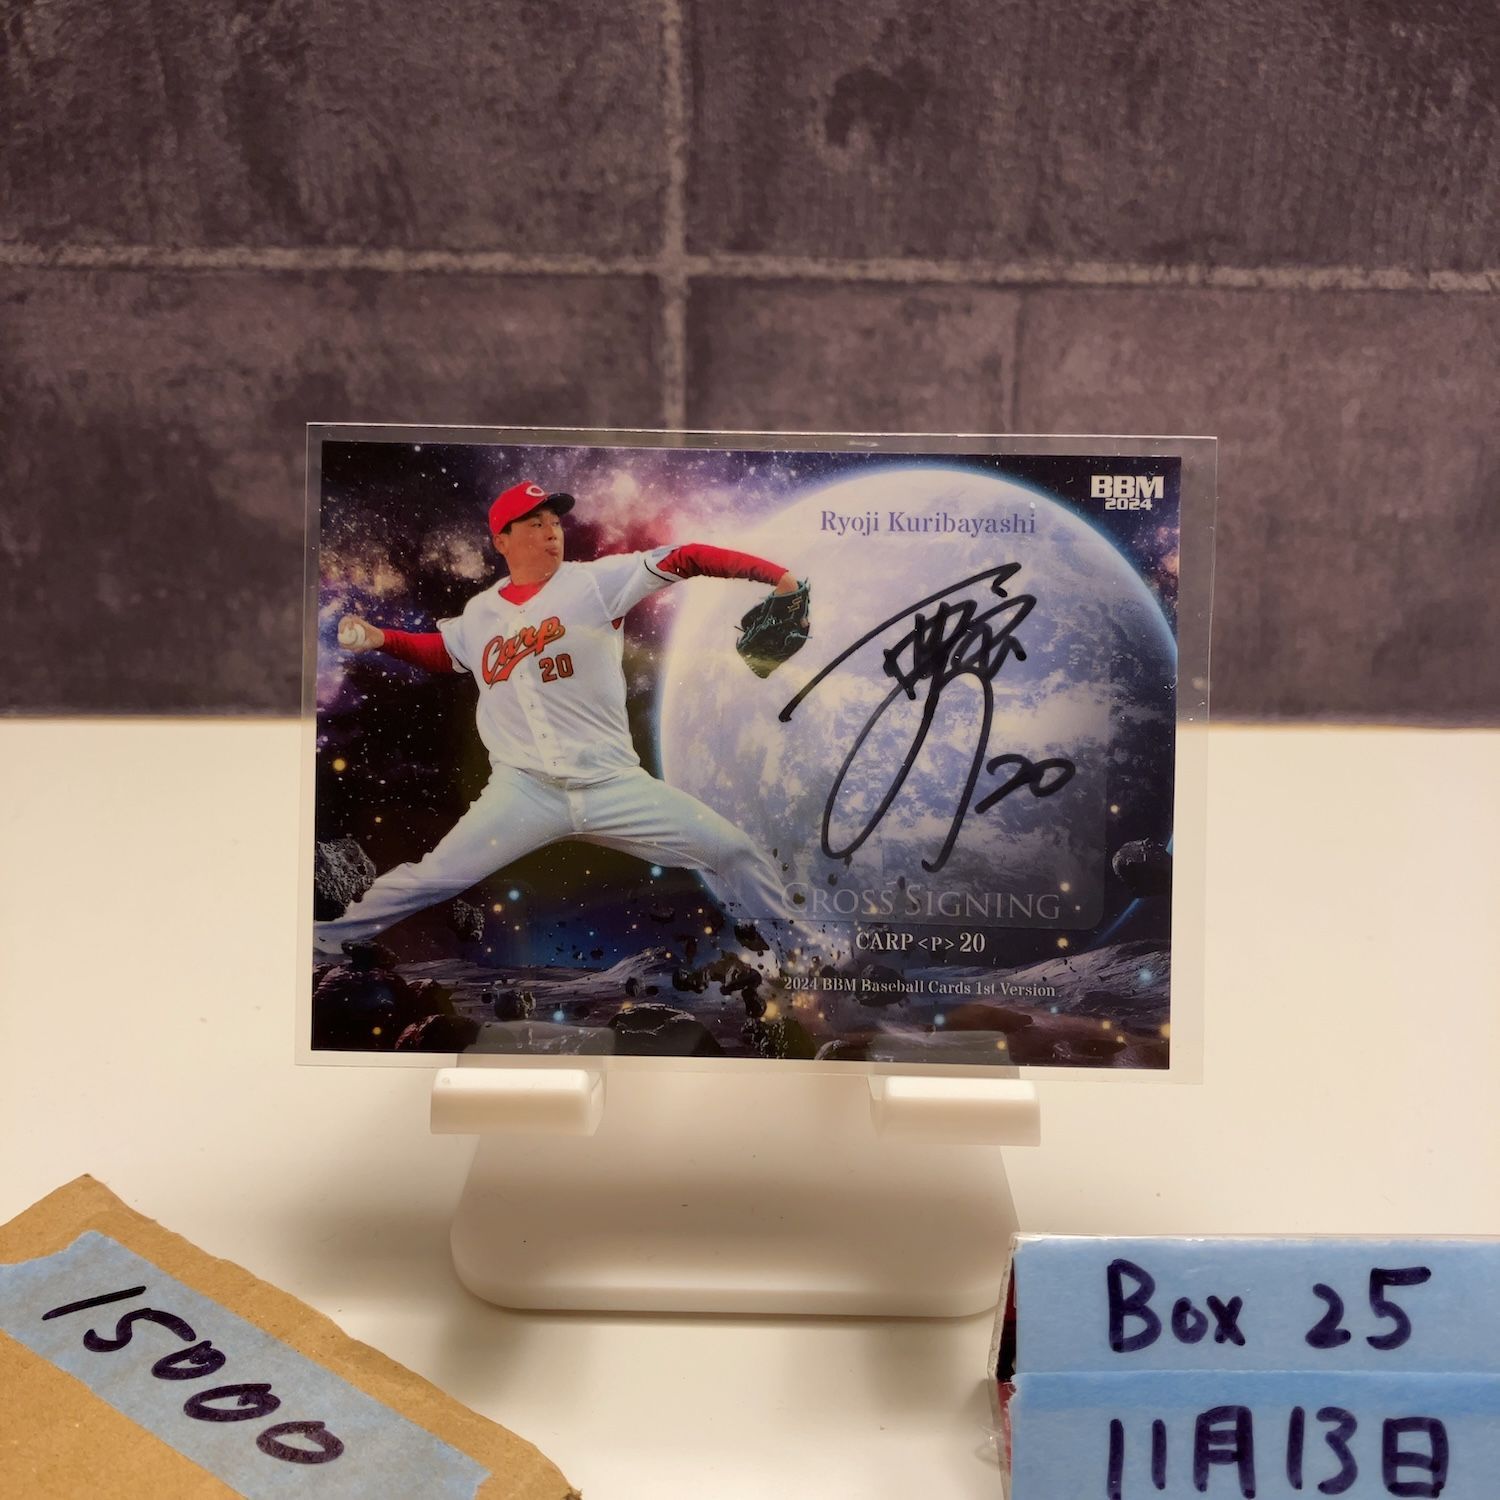 BBM
2024
Ryoji Kuribayashi
Carp
20
20
CROSS SIGNING
CARP <P> 20
2024 BBM Baseball Cards 1st Version
15000
Box 25
11月13日